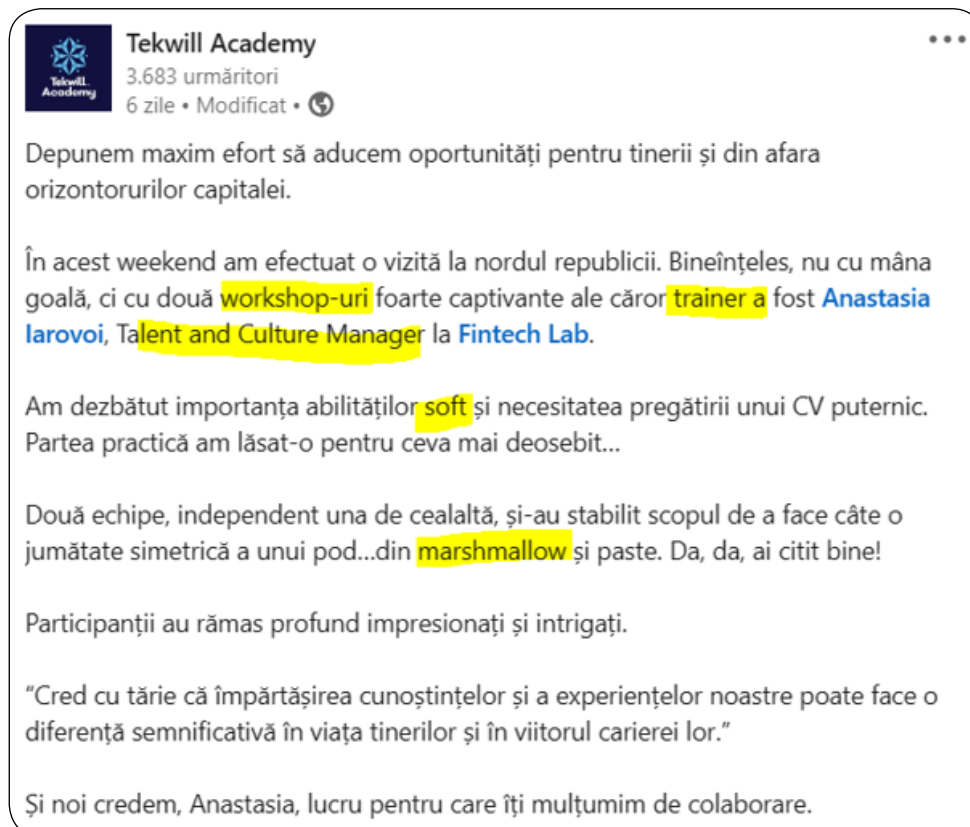 Tekwill Academy
3.683 urmăritori
6 zile • Modificat •
Tekwill
Academy
Depunem maxim efort să aducem oportunități pentru tinerii și din afara
orizontorurilor capitalei.
În acest weekend am efectuat o vizită la nordul republicii. Bineînțeles, nu cu mâna
goală, ci cu două workshop-uri foarte captivante ale căror trainer a fost Anastasia
Iarovoi, Talent and Culture Manager la Fintech Lab.
Am dezbătut importanța abilităților soft și necesitatea pregătirii unui CV puternic.
Partea practică am lăsat-o pentru ceva mai deosebit...
Două echipe, independent una de cealaltă, și-au stabilit scopul de a face câte o
jumătate simetrică a unui pod...din marshmallow și paste. Da, da, ai citit bine!
Participanții au rămas profund impresionați și intrigați.
“Cred cu tărie că împărtășirea cunoștințelor și a experiențelor noastre poate face o
diferență semnificativă în viața tinerilor și în viitorul carierei lor.”
Și noi credem, Anastasia, lucru pentru care îți mulțumim de colaborare.